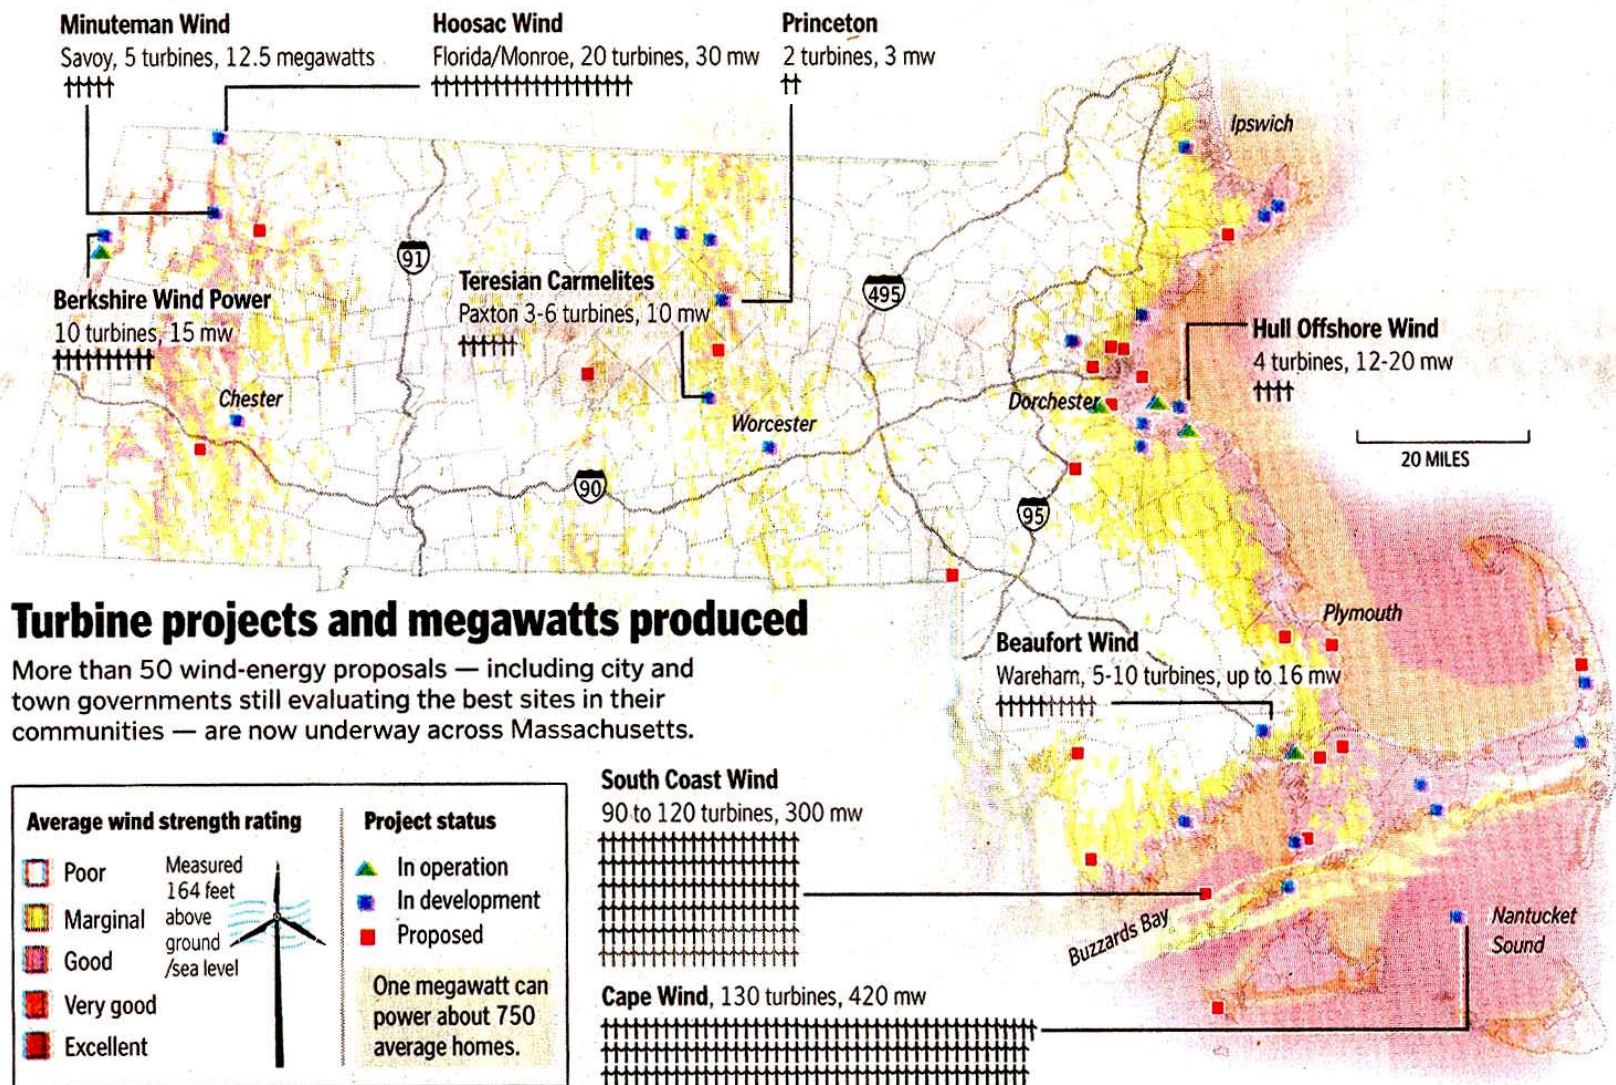 Minuteman Wind
Savoy, 5 turbines, 12.5 megawatts
Hoosac Wind
Florida/Monroe, 20 turbines, 30 mw
Princeton
2 turbines, 3 mw
Ipswich
91
Teresian Carmelites
Paxton 3-6 turbines, 10 mw
495
Berkshire Wind Power
10 turbines, 15 mw
Hull Offshore Wind
4 turbines, 12-20 mw
Chester
Worcester
Dorchester
20 MILES
90
95
Turbine projects and megawatts produced
More than 50 wind-energy proposals — including city and
town governments still evaluating the best sites in their
communities — are now underway across Massachusetts.
Plymouth
Beaufort Wind
Wareham, 5-10 turbines, up to 16 mw
South Coast Wind
90 to 120 turbines, 300 mw
Average wind strength rating
Poor
Marginal
Good
Very good
Excellent
Measured
164 feet
above
ground
/sea level
Project status
In operation
In development
Proposed
One megawatt can
power about 750
average homes.
Buzzards Bay
Nantucket
Sound
Cape Wind, 130 turbines, 420 mw